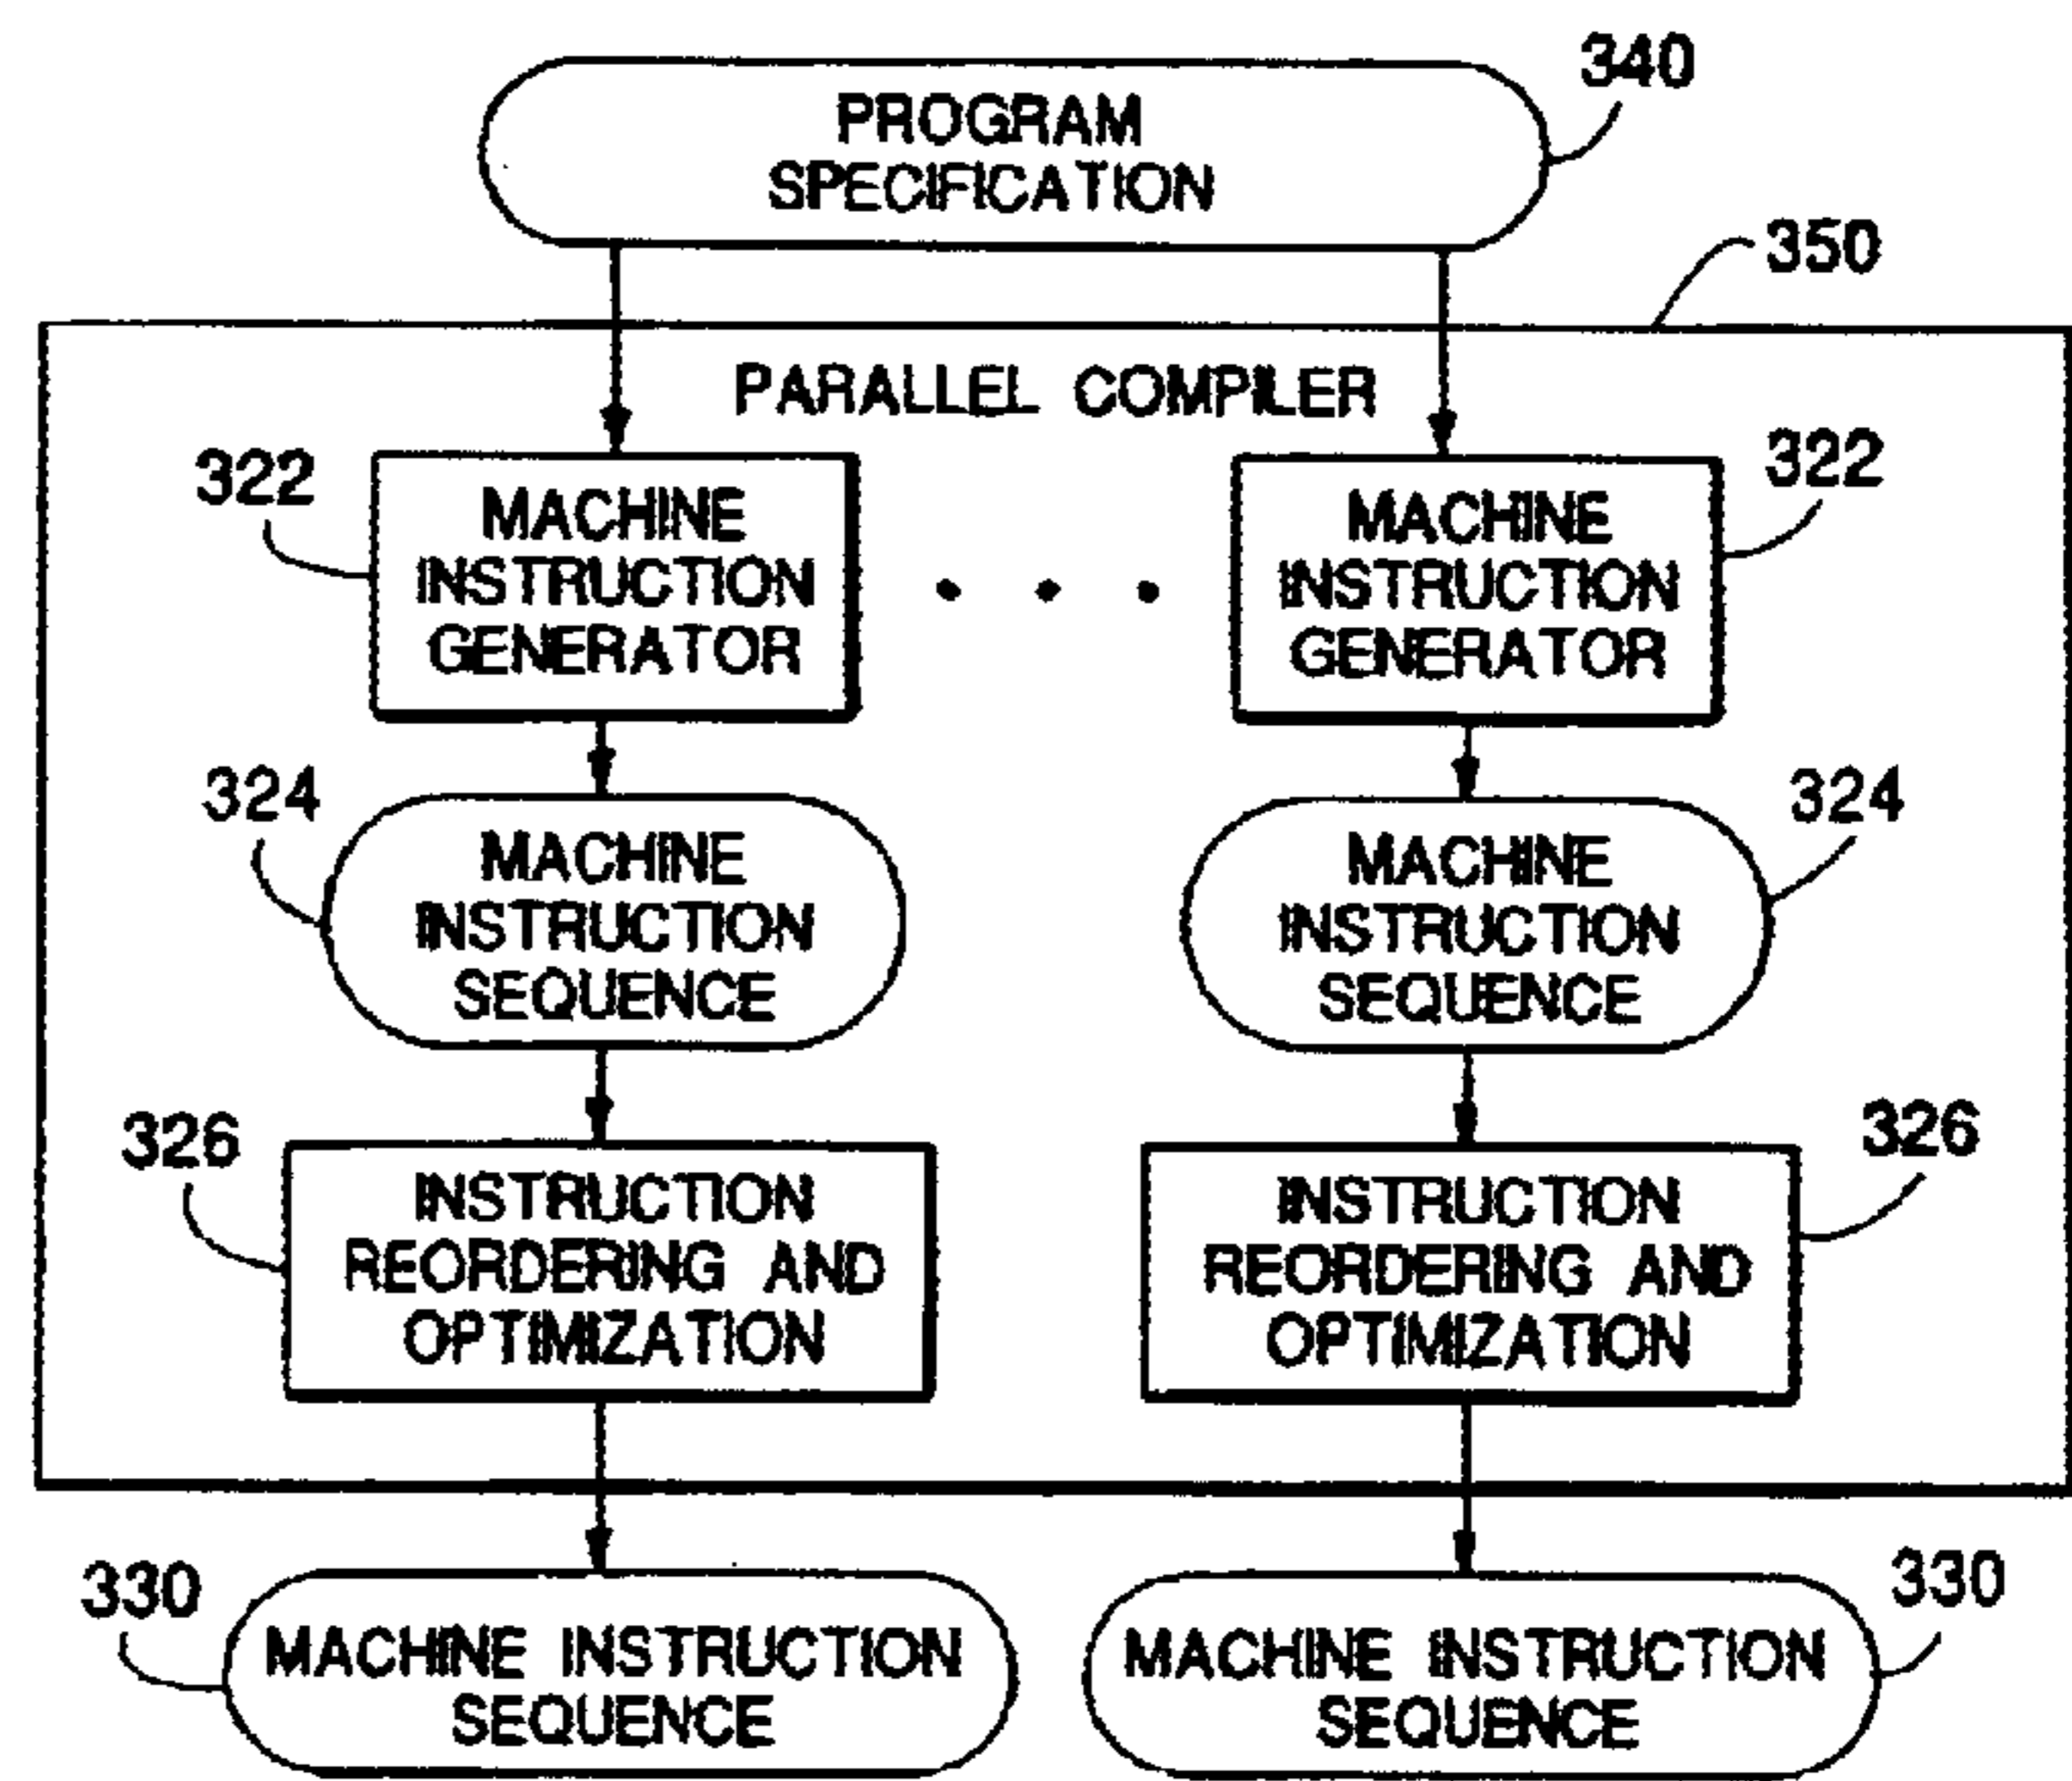 340
PROGRAM
SPECIFICATION
350
PARALLEL COMPILER
322
MACHINE
INSTRUCTION
GENERATOR
• • •
MACHINE
INSTRUCTION
GENERATOR
322
324
MACHINE
INSTRUCTION
SEQUENCE
MACHINE
INSTRUCTION
SEQUENCE
324
326
INSTRUCTION
REORDERING AND
OPTIMIZATION
INSTRUCTION
REORDERING AND
OPTIMIZATION
326
330
MACHINE INSTRUCTION
SEQUENCE
MACHINE INSTRUCTION
SEQUENCE
330